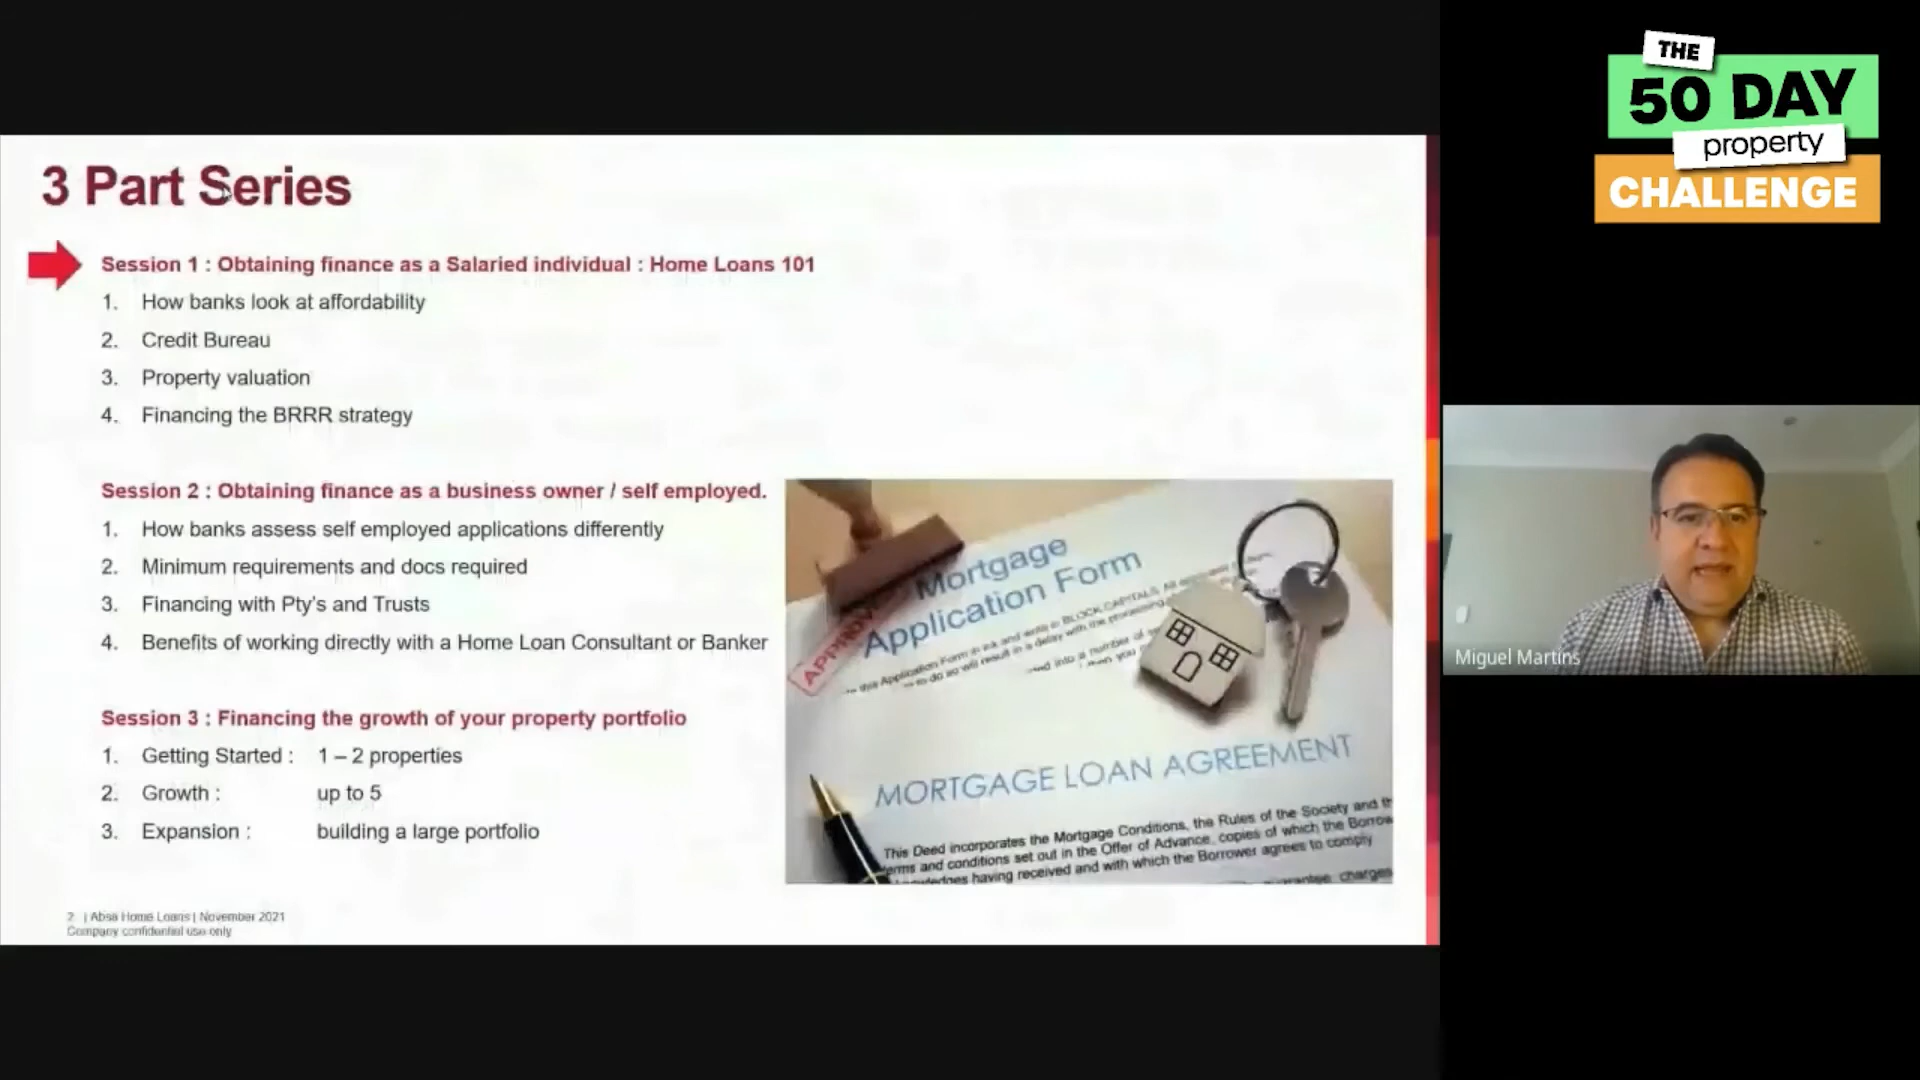 THE
50 DAY
property
CHALLENGE
3 Part Series
Session 1 : Obtaining finance as a Salaried individual : Home Loans 101
1. How banks look at affordability
2. Credit Bureau
3. Property valuation
4. Financing the BRRR strategy
Session 2 : Obtaining finance as a business owner / self employed.
1. How banks assess self employed applications differently
2. Minimum requirements and docs required
3. Financing with Pty's and Trusts
4. Benefits of working directly with a Home Loan Consultant or Banker
Session 3 : Financing the growth of your property portfolio
1. Getting Started : 1 – 2 properties
2. Growth : up to 5
3. Expansion : building a large portfolio
Mortgage
Application Form
MORTGAGE LOAN AGREEMENT
This Deed incorporates the Mortgage Conditions, the Rules of the Society and
terms and conditions set out in the Offer of Advance, copies of which the
having received and with which the Borrower agrees to comply
charges
2 | Absa Home Loans | November 2021
Company confidential use only
Miguel Martins